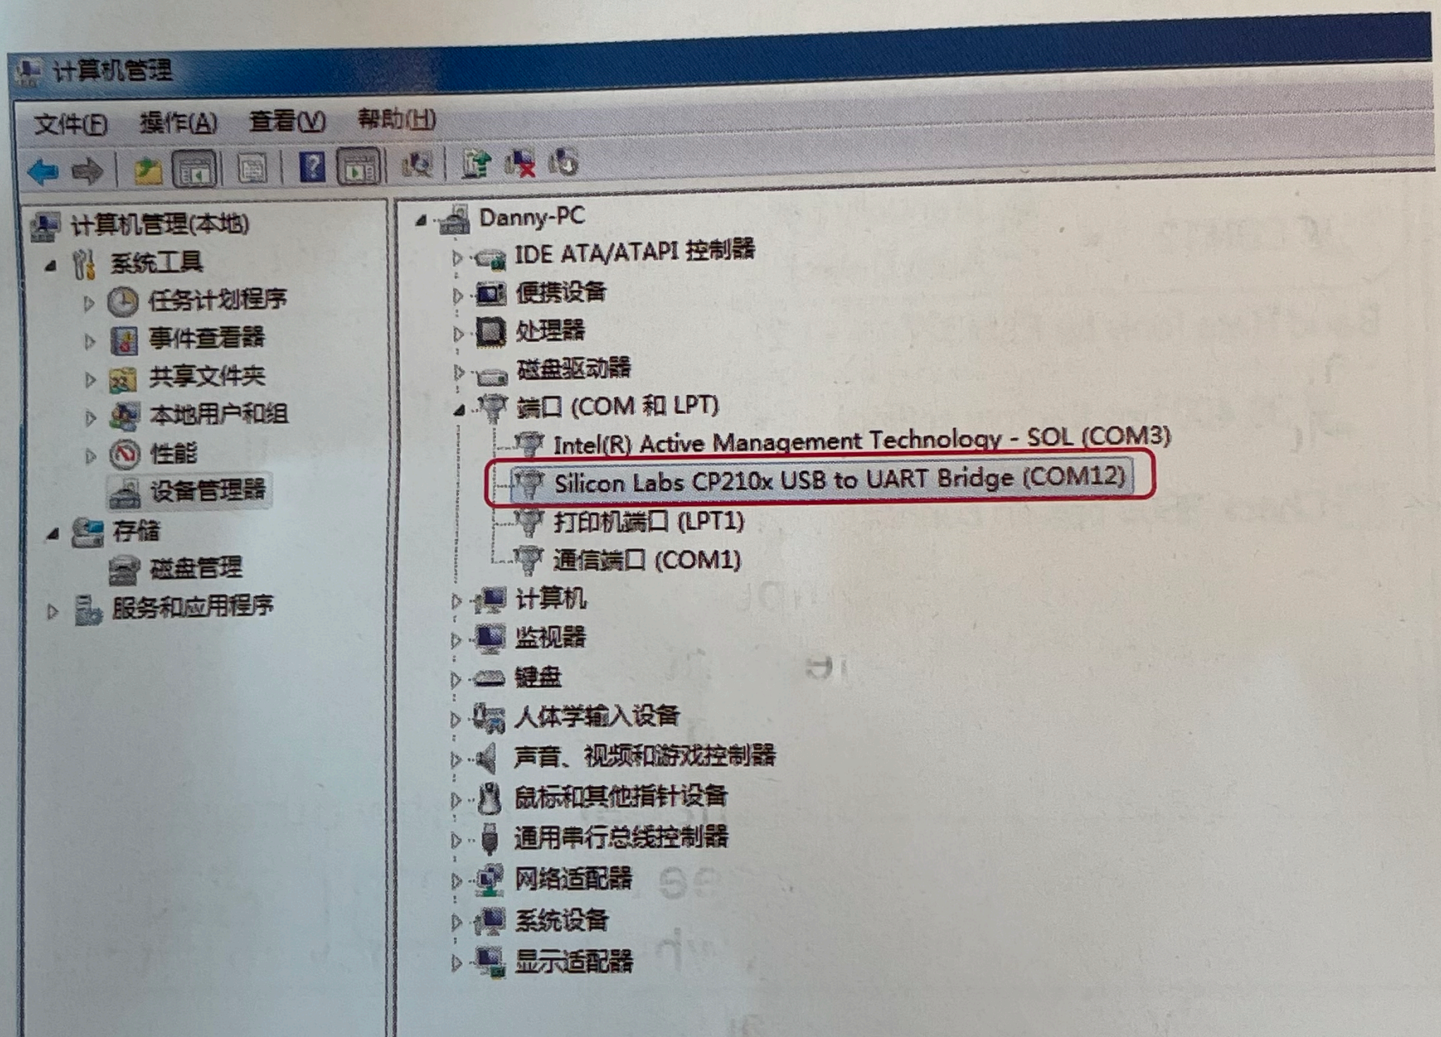 计算机管理
文件(F) 操作(A) 查看(V) 帮助(H)
计算机管理(本地)
系统工具
任务计划程序
事件查看器
共享文件夹
本地用户和组
性能
设备管理器
存储
磁盘管理
服务和应用程序
Danny-PC
IDE ATA/ATAPI 控制器
便携设备
处理器
磁盘驱动器
端口 (COM 和 LPT)
Intel(R) Active Management Technology - SOL (COM3)
Silicon Labs CP210x USB to UART Bridge (COM12)
打印机端口 (LPT1)
通信端口 (COM1)
计算机
监视器
键盘
人体学输入设备
声音、视频和游戏控制器
鼠标和其他指针设备
通用串行总线控制器
网络适配器
系统设备
显示适配器